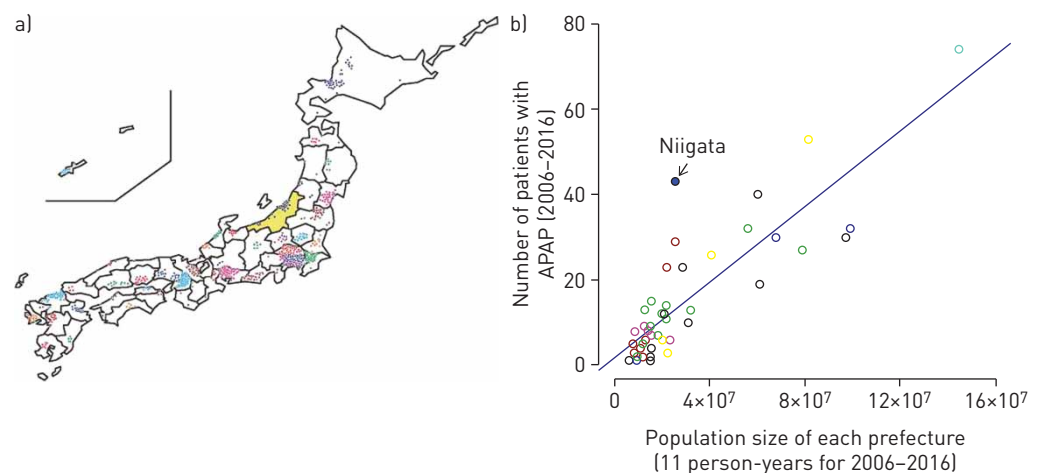 a)
b)
80
60
40
20
0
Number of patients with
APAP (2006–2016)
Niigata
0
4×10⁷
8×10⁷
12×10⁷
16×10⁷
Population size of each prefecture
(11 person-years for 2006–2016)